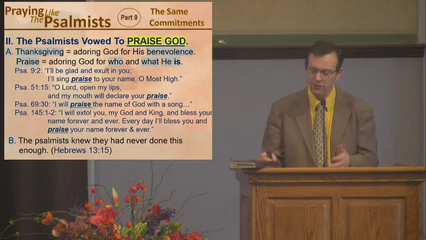 Praying Like The Psalmists
Part 9
The Same
Commitments
II. The Psalmists Vowed To PRAISE GOD.
A. Thanksgiving = adoring God for His benevolence.
Praise = adoring God for who and what He is.
Psa. 9:2: “I’ll be glad and exult in you;
I’ll sing praise to your name, O Most High.”
Psa. 51:15: “O Lord, open my lips,
and my mouth will declare your praise.”
Psa. 69:30: “I will praise the name of God with a song…”
Psa. 145:1-2: “I will extol you, my God and King, and bless your
name forever and ever. Every day I’ll bless you and
praise your name forever & ever.”
B. The psalmists knew they had never done this
enough. (Hebrews 13:15)